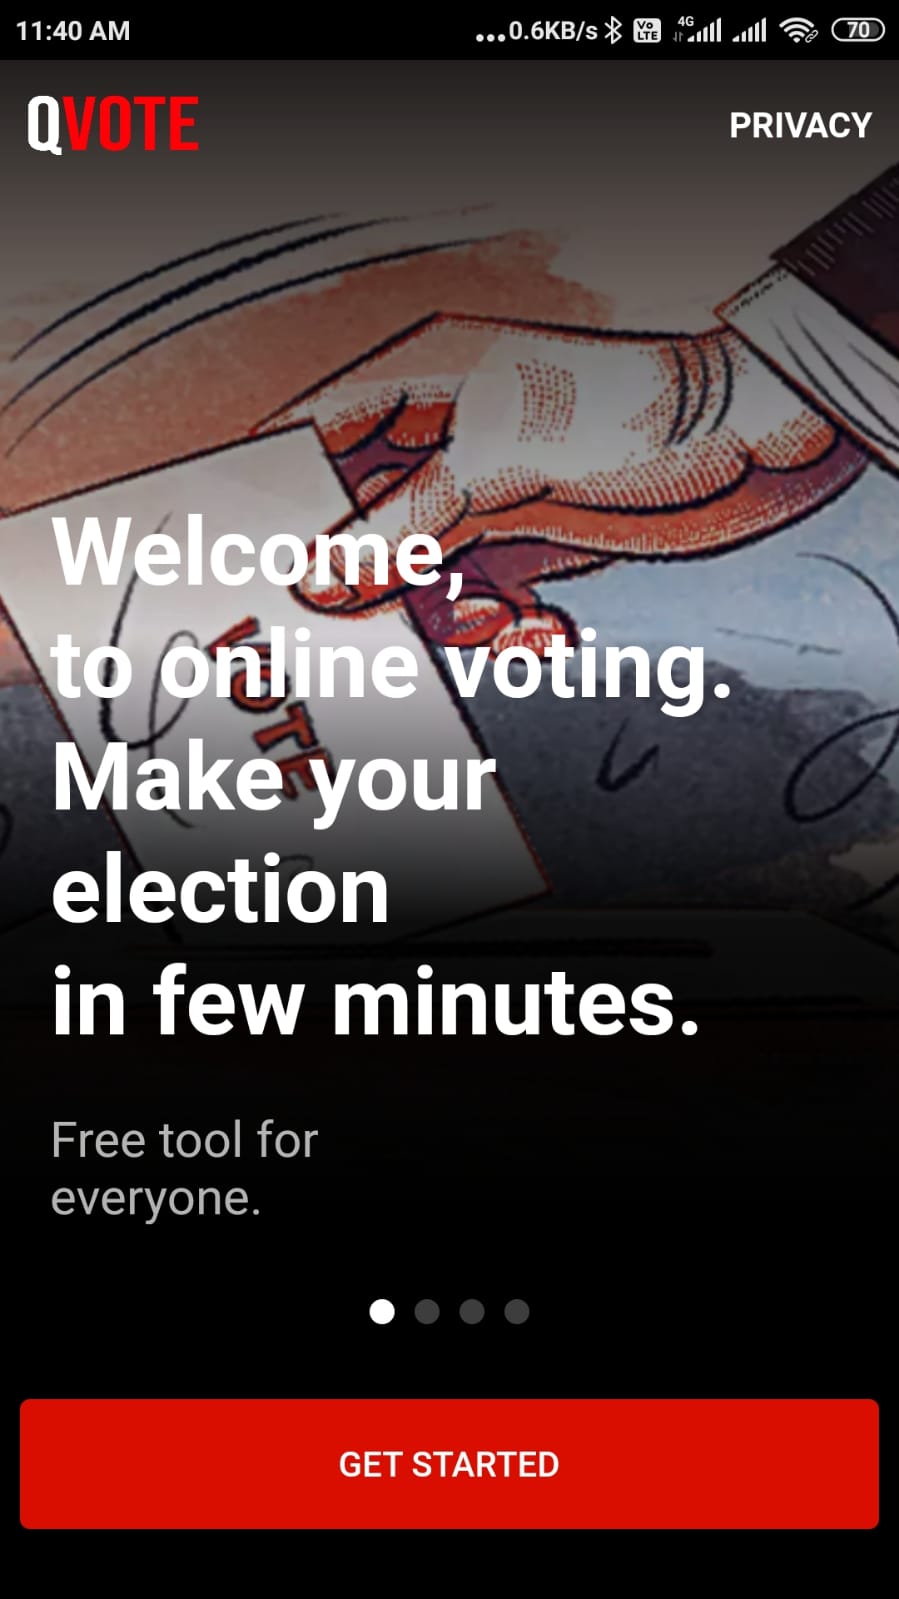 11:40 AM
...0.6KB/s Vo LTE 4G 70
QVOTE
PRIVACY
VOTE
Welcome,
to online voting.
Make your
election
in few minutes.
Free tool for
everyone.
GET STARTED